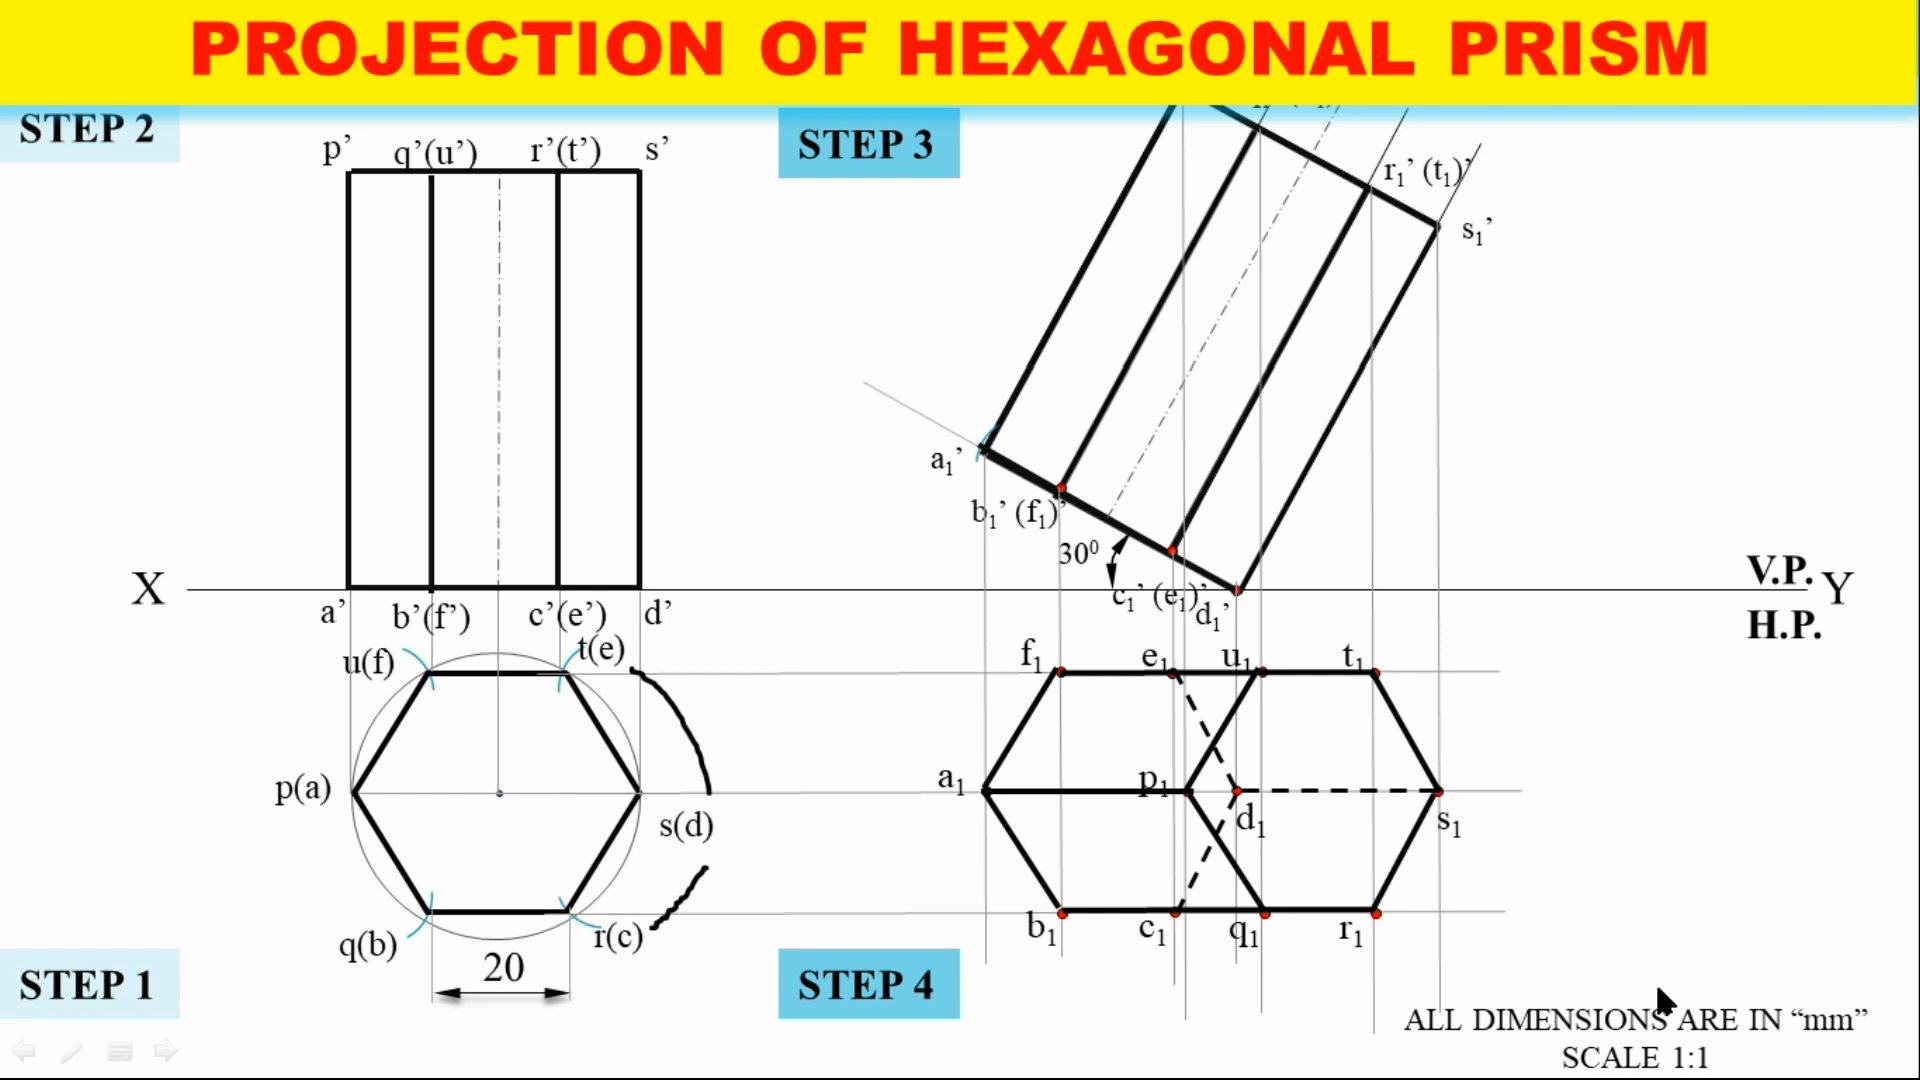 PROJECTION OF HEXAGONAL PRISM
STEP 2
p’ q’(u’) r’(t’) s’
STEP 3
r₁’ (t₁)’
s₁’
a₁’
b₁’ (f₁)’
30⁰
c₁’ (e₁)’
d₁’
X
V.P.
Y
H.P.
a’ b’(f’) c’(e’) d’
u(f) t(e)
p(a)
s(d)
q(b) r(c)
20
f₁ e₁ u₁ t₁
a₁ p₁
d₁ s₁
b₁ c₁ q₁ r₁
STEP 1
STEP 4
ALL DIMENSIONS ARE IN “mm”
SCALE 1:1